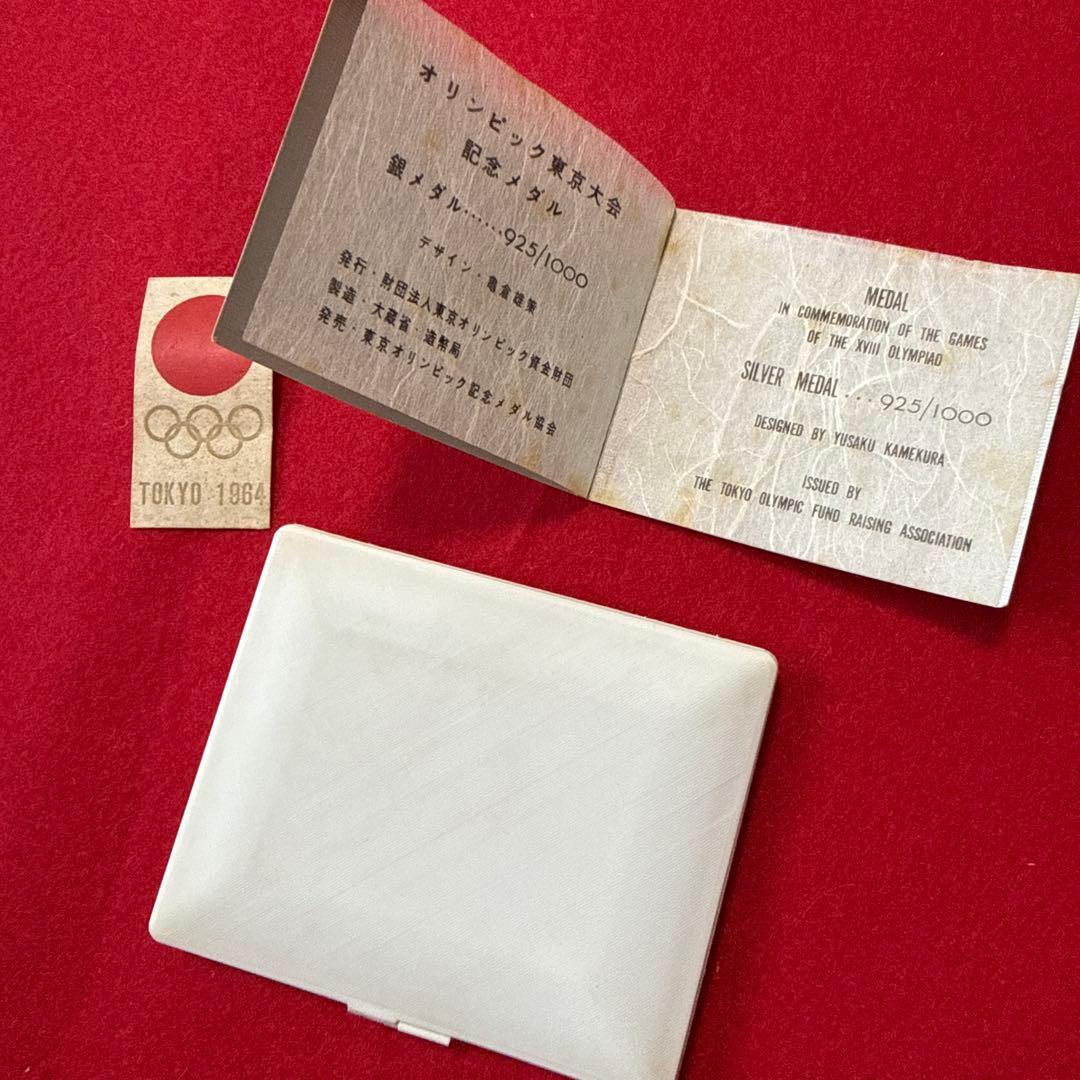 オリンピック東京大会
記念メダル
銀メダル……925/1000
デザイン・亀倉雄策
発行・財団法人東京オリンピック資金財団
製造・大蔵省 造幣局
発売・東京オリンピック記念メダル協会
MEDAL
IN COMMEMORATION OF THE GAMES
OF THE XVIII OLYMPIAD
SILVER MEDAL...925/1000
DESIGNED BY YUSAKU KAMEKURA
ISSUED BY
THE TOKYO OLYMPIC FUND RAISING ASSOCIATION
TOKYO 1964